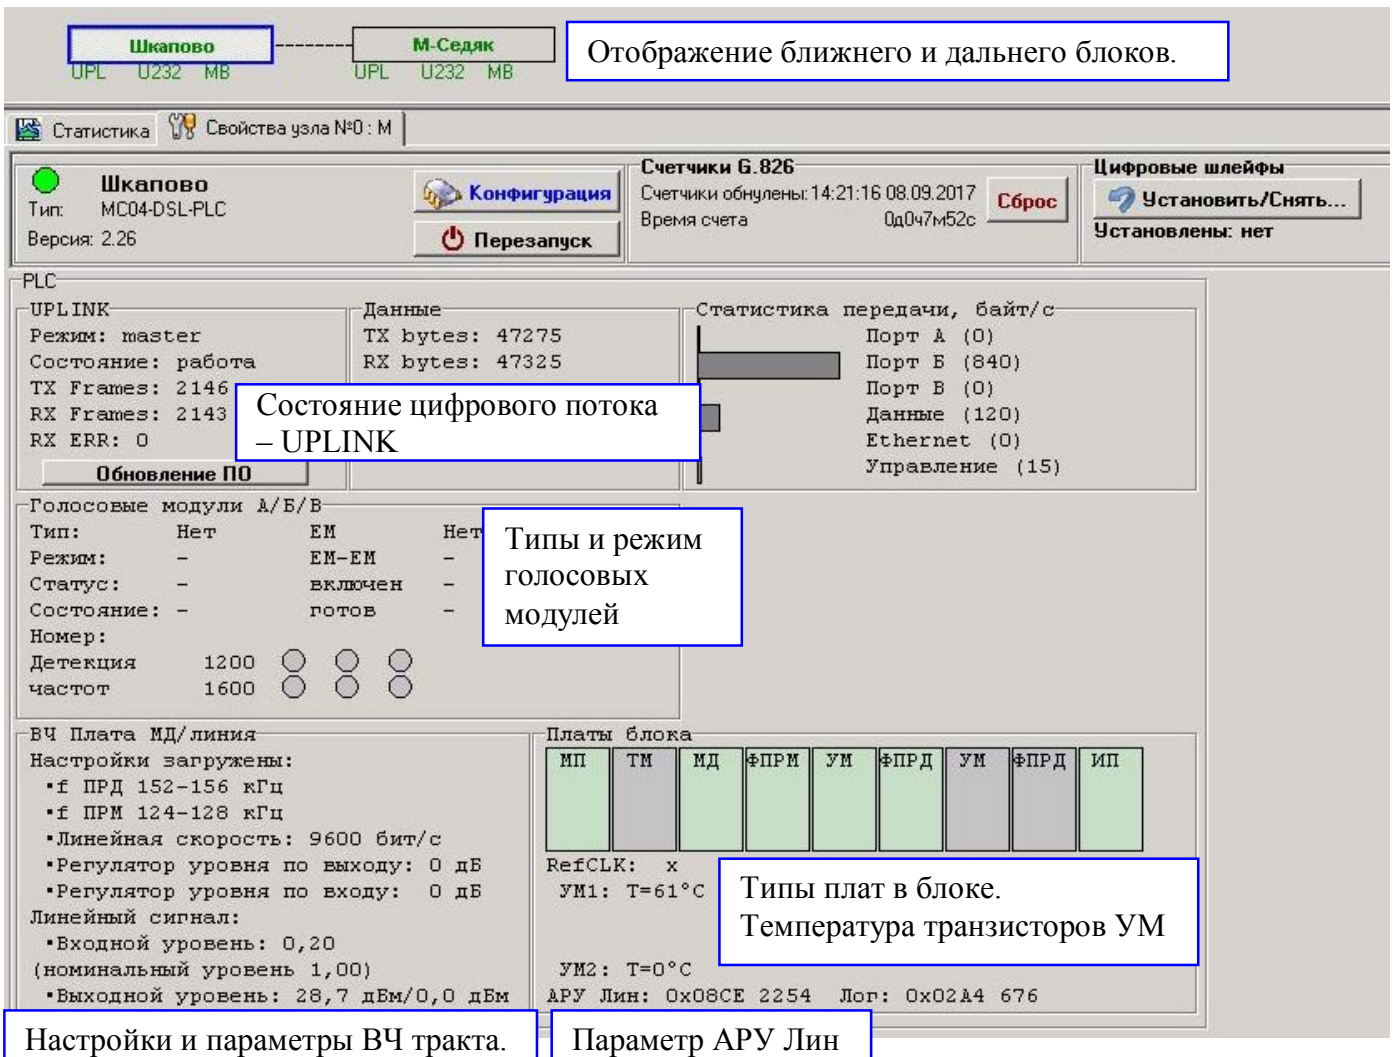 Шкапово
М-Седяк
UPL U232 MB
UPL U232 MB
Отображение ближнего и дальнего блоков.
Статистика
Свойства узла №0 : М
Шкапово
Тип: MC04-DSL-PLC
Версия: 2.26
Конфигурация
Перезапуск
Счетчики G.826
Счетчики обнулены: 14:21:16 08.09.2017
Время счета 0д0ч7м52с
Сброс
Цифровые шлейфы
Установить/Снять...
Установлены: нет
PLC
UPLINK
Режим: master
Состояние: работа
TX Frames: 2146
RX Frames: 2143
RX ERR: 0
Обновление ПО
Данные
TX bytes: 47275
RX bytes: 47325
Состояние цифрового потока
– UPLINK
Статистика передачи, байт/с
Порт А (0)
Порт Б (840)
Порт В (0)
Данные (120)
Ethernet (0)
Управление (15)
Голосовые модули А/Б/В
Тип: Нет ЕМ Нет
Режим: – ЕМ-ЕМ –
Статус: – включен –
Состояние: – готов –
Номер:
Детекция 1200
частот 1600
Типы и режим
голосовых
модулей
ВЧ Плата МД/линия
Настройки загружены:
▪f ПРД 152-156 кГц
▪f ПРМ 124-128 кГц
▪Линейная скорость: 9600 бит/с
▪Регулятор уровня по выходу: 0 дБ
▪Регулятор уровня по входу: 0 дБ
Линейный сигнал:
▪Входной уровень: 0,20
(номинальный уровень 1,00)
▪Выходной уровень: 28,7 дБм/0,0 дБм
Платы блока
МП ТМ МД ФПРМ УМ ФПРД УМ ФПРД ИП
RefCLK: x
УМ1: Т=61°C
УМ2: Т=0°C
АРУ Лин: 0x08CE 2254 Лог: 0x02A4 676
Типы плат в блоке.
Температура транзисторов УМ
Настройки и параметры ВЧ тракта.
Параметр АРУ Лин